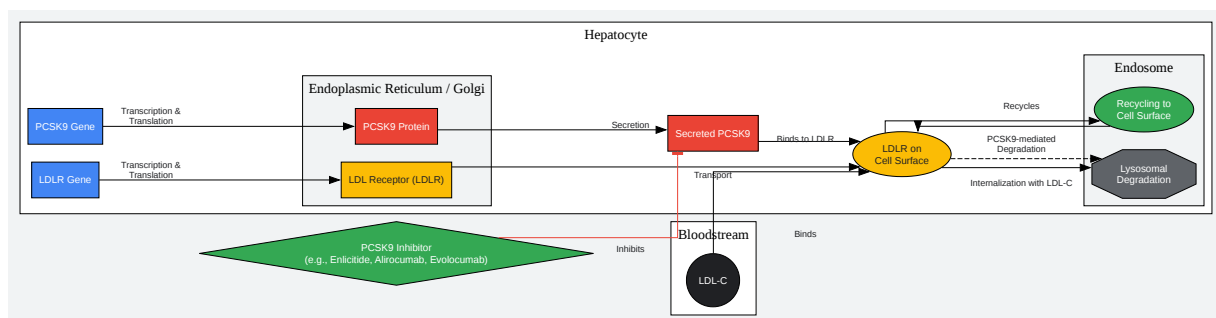 Hepatocyte
Endoplasmic Reticulum / Golgi
Endosome
PCSK9 Gene
Transcription &
Translation
PCSK9 Protein
Secretion
Secreted PCSK9
Binds to LDLR
LDLR on
Cell Surface
Recycles
Recycling to
Cell Surface
PCSK9-mediated
Degradation
LDLR Gene
Transcription &
Translation
LDL Receptor (LDLR)
Transport
Internalization with LDL-C
Lysosomal
Degradation
PCSK9 Inhibitor
(e.g., Enlicitide, Alirocumab, Evolocumab)
Inhibits
Bloodstream
Binds
LDL-C